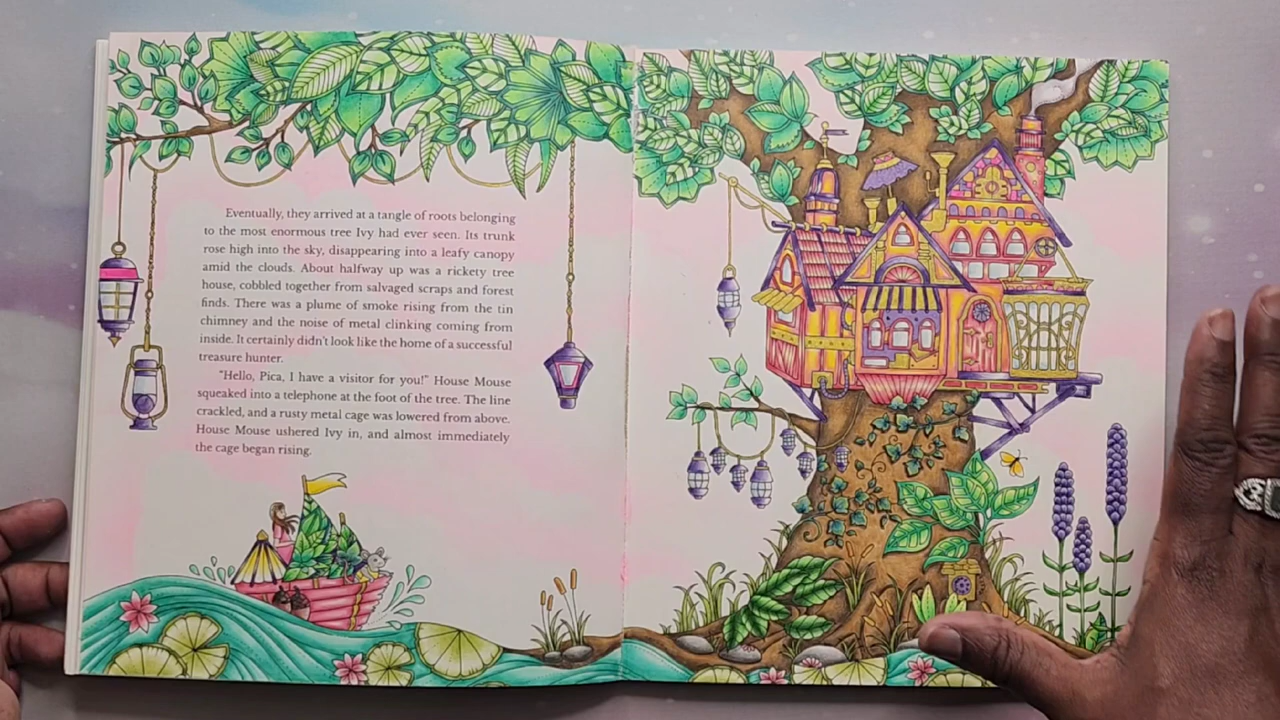 Eventually, they arrived at a tangle of roots belonging
to the most enormous tree Ivy had ever seen. Its trunk
rose high into the sky, disappearing into a leafy canopy
amid the clouds. About halfway up was a rickety tree
house, cobbled together from salvaged scraps and forest
finds. There was a plume of smoke rising from the tin
chimney and the noise of metal clinking coming from
inside. It certainly didn't look like the home of a successful
treasure hunter.
"Hello, Pica, I have a visitor for you!" House Mouse
squeaked into a telephone at the foot of the tree. The line
crackled, and a rusty metal cage was lowered from above.
House Mouse ushered Ivy in, and almost immediately
the cage began rising.